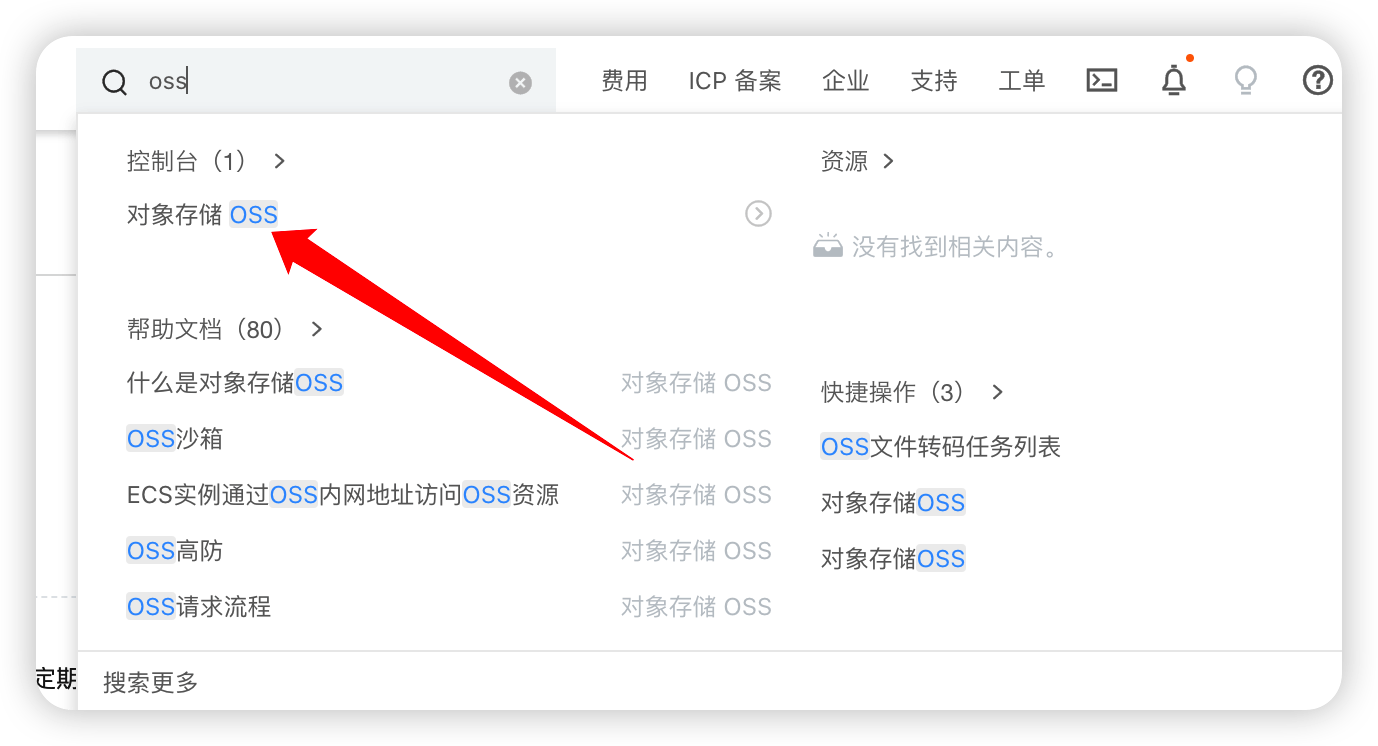 oss
费用 ICP 备案 企业 支持 工单
控制台（1）
对象存储 OSS
帮助文档（80）
什么是对象存储OSS 对象存储 OSS
OSS沙箱 对象存储 OSS
ECS实例通过OSS内网地址访问OSS资源 对象存储 OSS
OSS高防 对象存储 OSS
OSS请求流程 对象存储 OSS
资源
没有找到相关内容。
快捷操作（3）
OSS文件转码任务列表
对象存储OSS
对象存储OSS
定期
搜索更多